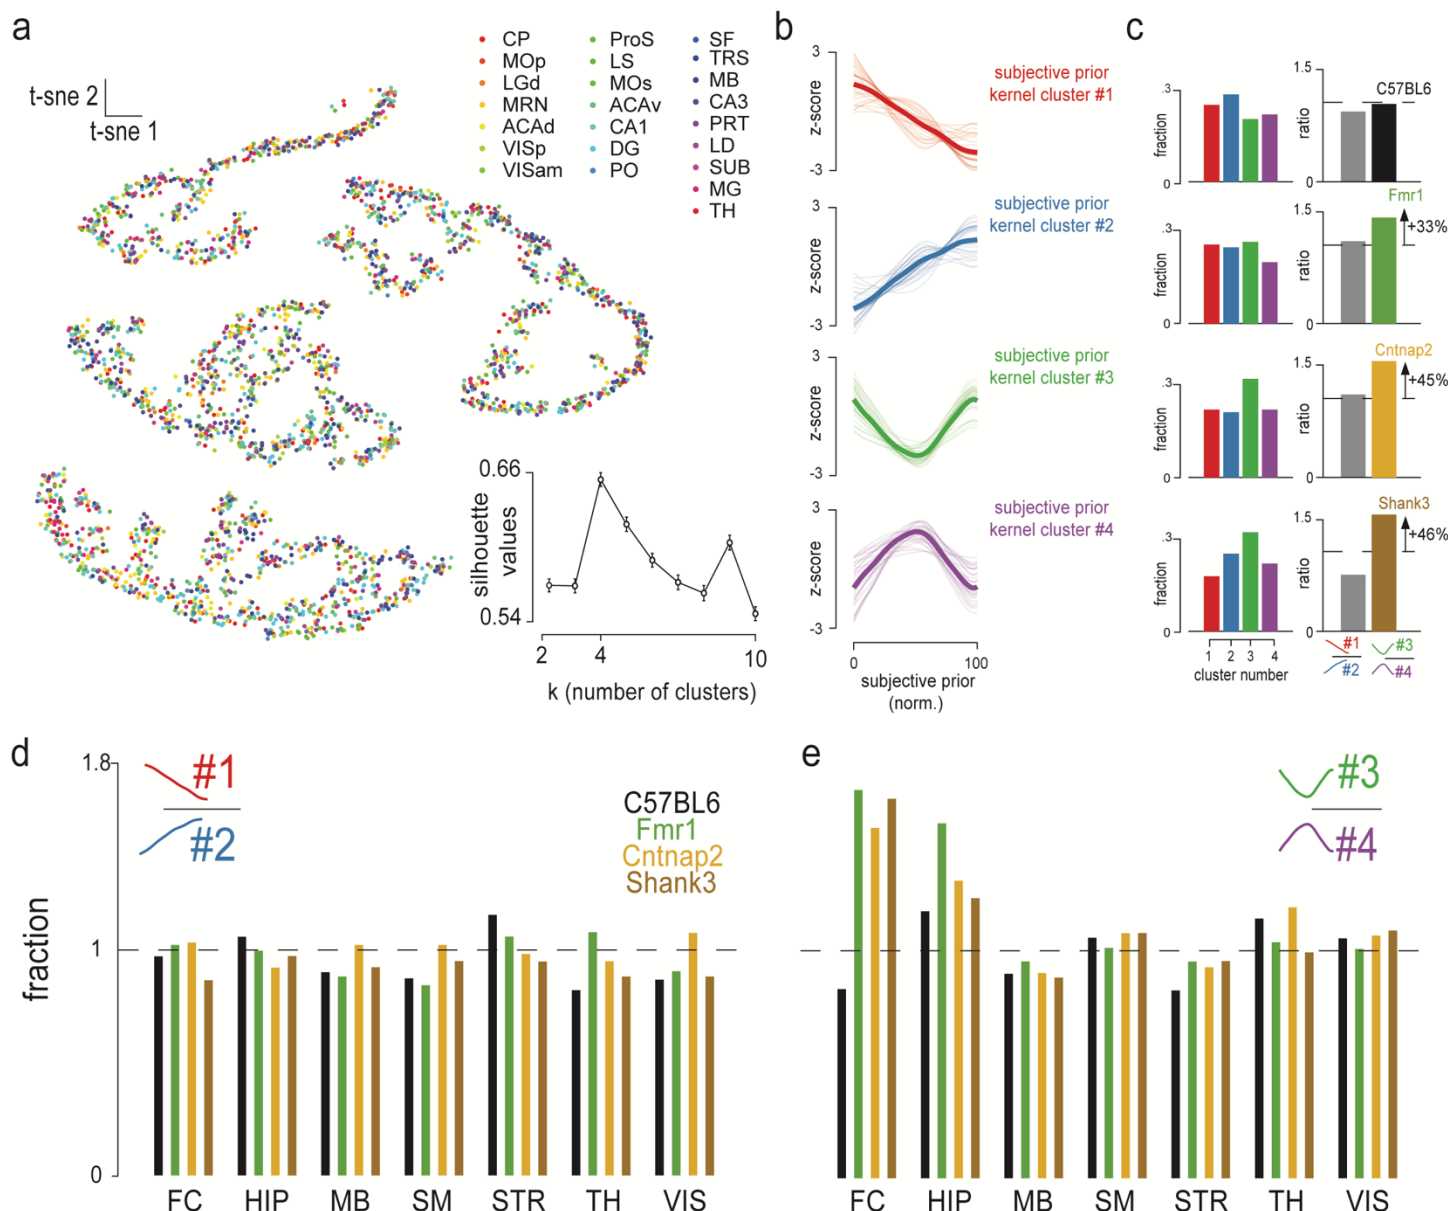 a
t-sne 2
t-sne 1
CP
MOp
LGd
MRN
ACAd
VISp
VISam
ProS
LS
MOs
ACAv
CA1
DG
PO
SF
TRS
MB
CA3
PRT
LD
SUB
MG
TH
silhouette
values
0.66
0.54
2
4
10
k (number of clusters)
b
3
z-score
-3
subjective prior
kernel cluster #1
3
z-score
-3
subjective prior
kernel cluster #2
3
z-score
-3
subjective prior
kernel cluster #3
3
z-score
-3
subjective prior
kernel cluster #4
0
100
subjective prior
(norm.)
c
.3
fraction
0
1.5
ratio
0
C57BL6
.3
fraction
0
1.5
ratio
0
Fmr1
+33%
.3
fraction
0
1.5
ratio
0
Cntnap2
+45%
.3
fraction
0
1.5
ratio
0
Shank3
+46%
1 2 3 4
cluster number
#1
#2
#3
#4
d
1.8
1
0
fraction
#1
#2
C57BL6
Fmr1
Cntnap2
Shank3
FC HIP MB SM STR TH VIS
e
#3
#4
FC HIP MB SM STR TH VIS